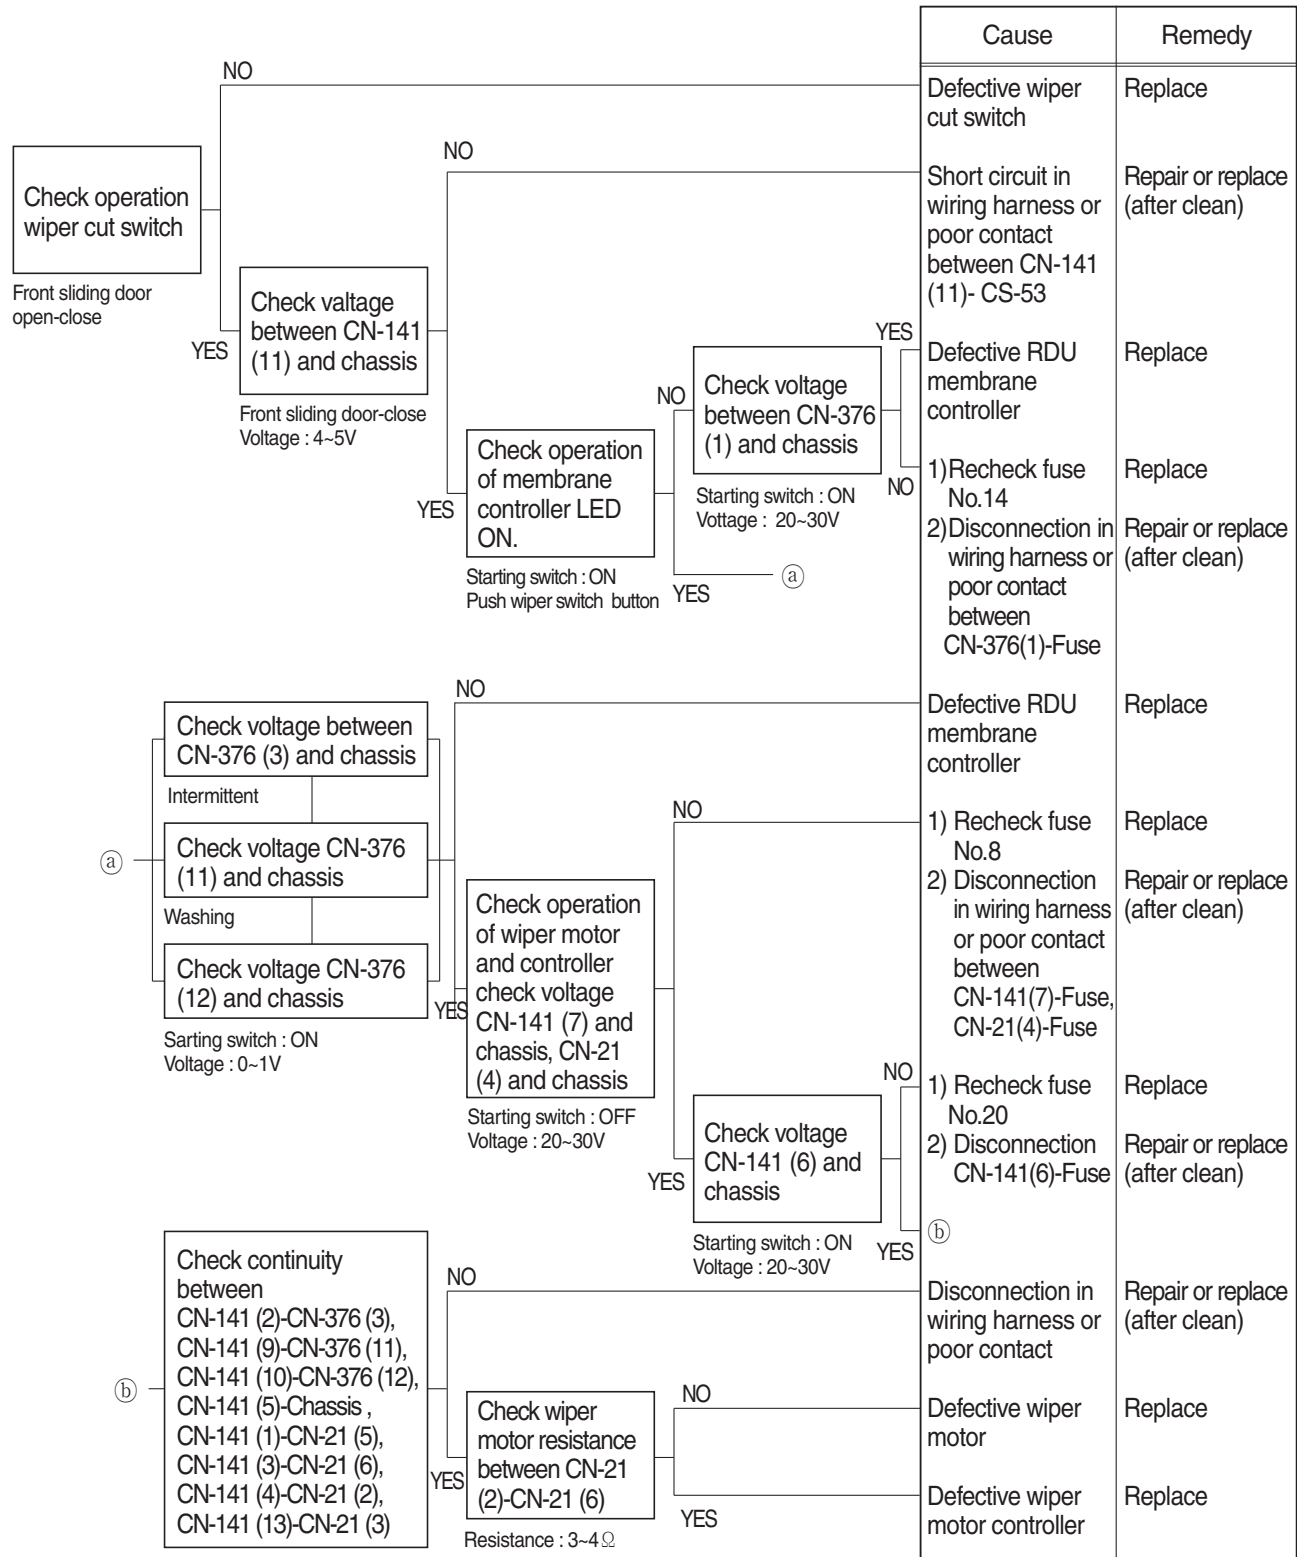 Cause
Remedy
NO
Defective wiper
cut switch
Replace
NO
Check operation
wiper cut switch
Front sliding door
open-close
Short circuit in
wiring harness or
poor contact
between CN-141
(11)- CS-53
Repair or replace
(after clean)
YES
Check valtage
between CN-141
(11) and chassis
Front sliding door-close
Voltage : 4~5V
YES
Check operation
of membrane
controller LED
ON.
Starting switch : ON
Push wiper switch button
NO
Check voltage
between CN-376
(1) and chassis
Starting switch : ON
Vottage : 20~30V
YES
Defective RDU
membrane
controller
Replace
NO
1)Recheck fuse
No.14
Replace
2)Disconnection in
wiring harness or
poor contact
between
CN-376(1)-Fuse
Repair or replace
(after clean)
YES
ⓐ
NO
Defective RDU
membrane
controller
Replace
ⓐ
Check voltage between
CN-376 (3) and chassis
Intermittent
Check voltage CN-376
(11) and chassis
Washing
Check voltage CN-376
(12) and chassis
Sarting switch : ON
Voltage : 0~1V
YES
Check operation
of wiper motor
and controller
check voltage
CN-141 (7) and
chassis, CN-21
(4) and chassis
Starting switch : OFF
Voltage : 20~30V
NO
1) Recheck fuse
No.8
Replace
2) Disconnection
in wiring harness
or poor contact
between
CN-141(7)-Fuse,
CN-21(4)-Fuse
Repair or replace
(after clean)
YES
Check voltage
CN-141 (6) and
chassis
Starting switch : ON
Voltage : 20~30V
NO
1) Recheck fuse
No.20
Replace
2) Disconnection
CN-141(6)-Fuse
Repair or replace
(after clean)
YES
ⓑ
ⓑ
Check continuity
between
CN-141 (2)-CN-376 (3),
CN-141 (9)-CN-376 (11),
CN-141 (10)-CN-376 (12),
CN-141 (5)-Chassis ,
CN-141 (1)-CN-21 (5),
CN-141 (3)-CN-21 (6),
CN-141 (4)-CN-21 (2),
CN-141 (13)-CN-21 (3)
NO
Disconnection in
wiring harness or
poor contact
Repair or replace
(after clean)
YES
Check wiper
motor resistance
between CN-21
(2)-CN-21 (6)
Resistance : 3~4Ω
NO
Defective wiper
motor
Replace
YES
Defective wiper
motor controller
Replace